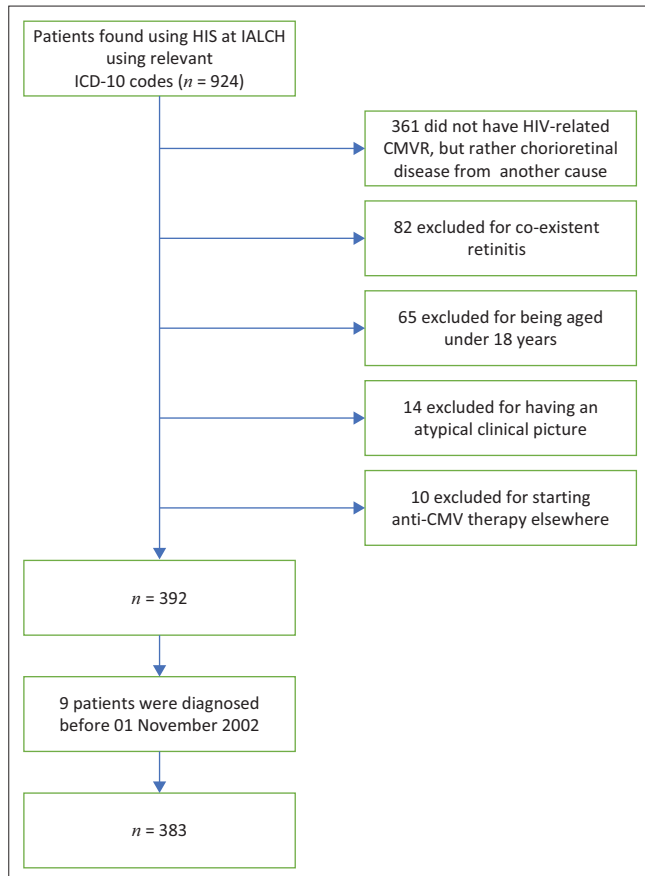 Patients found using HIS at IALCH
using relevant
ICD-10 codes (n = 924)
361 did not have HIV-related
CMVR, but rather chorioretinal
disease from another cause
82 excluded for co-existent
retinitis
65 excluded for being aged
under 18 years
14 excluded for having an
atypical clinical picture
10 excluded for starting
anti-CMV therapy elsewhere
n = 392
9 patients were diagnosed
before 01 November 2002
n = 383